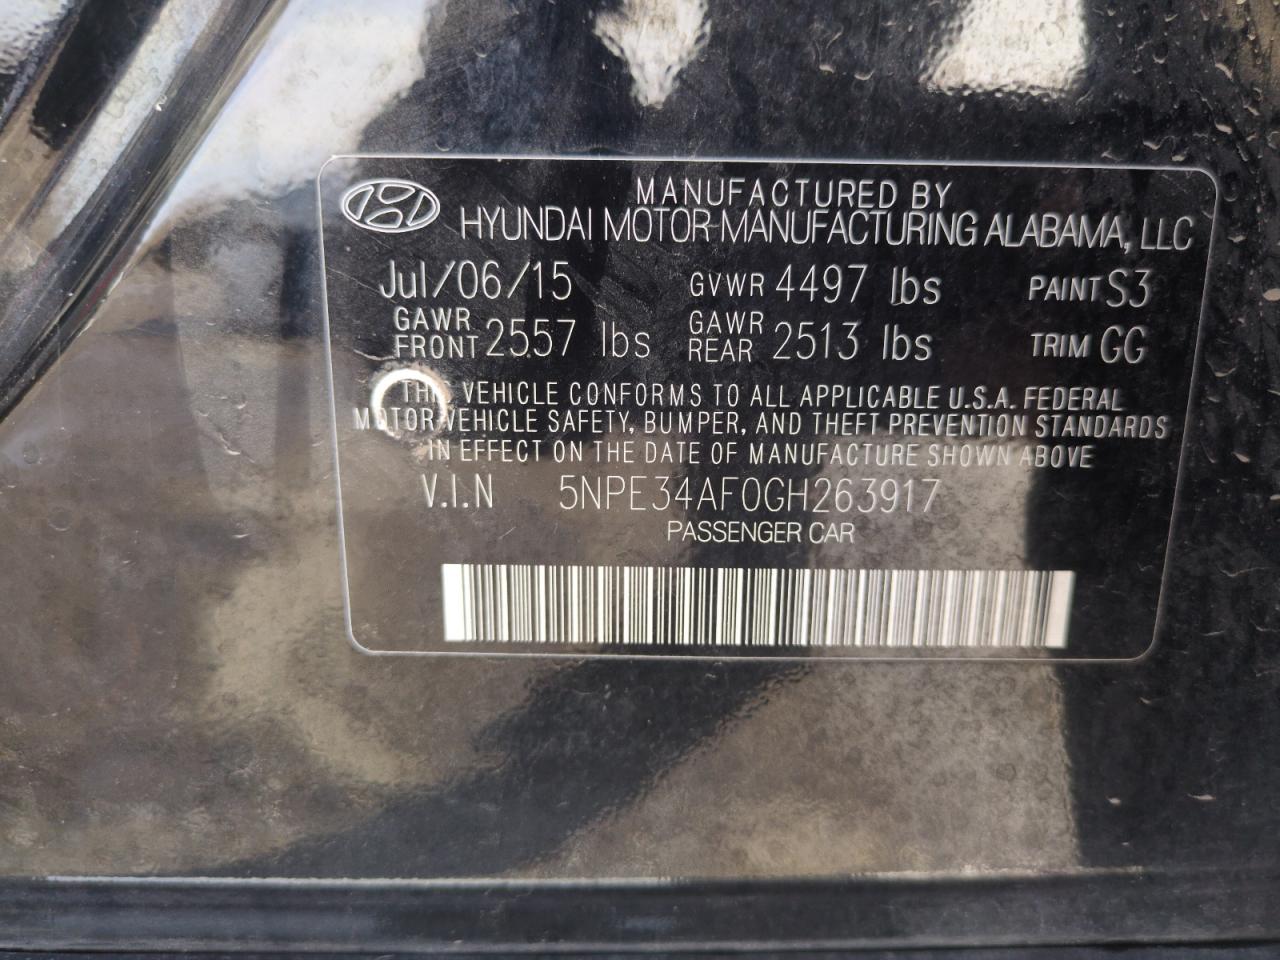 MANUFACTURED BY
HYUNDAI MOTOR MANUFACTURING ALABAMA, LLC
Jul/06/15 GVWR 4497 lbs PAINT S3
GAWR FRONT 2557 lbs GAWR REAR 2513 lbs TRIM GG
THIS VEHICLE CONFORMS TO ALL APPLICABLE U.S.A. FEDERAL
MOTOR VEHICLE SAFETY, BUMPER, AND THEFT PREVENTION STANDARDS
IN EFFECT ON THE DATE OF MANUFACTURE SHOWN ABOVE
V.I.N 5NPE34AF0GH263917
PASSENGER CAR